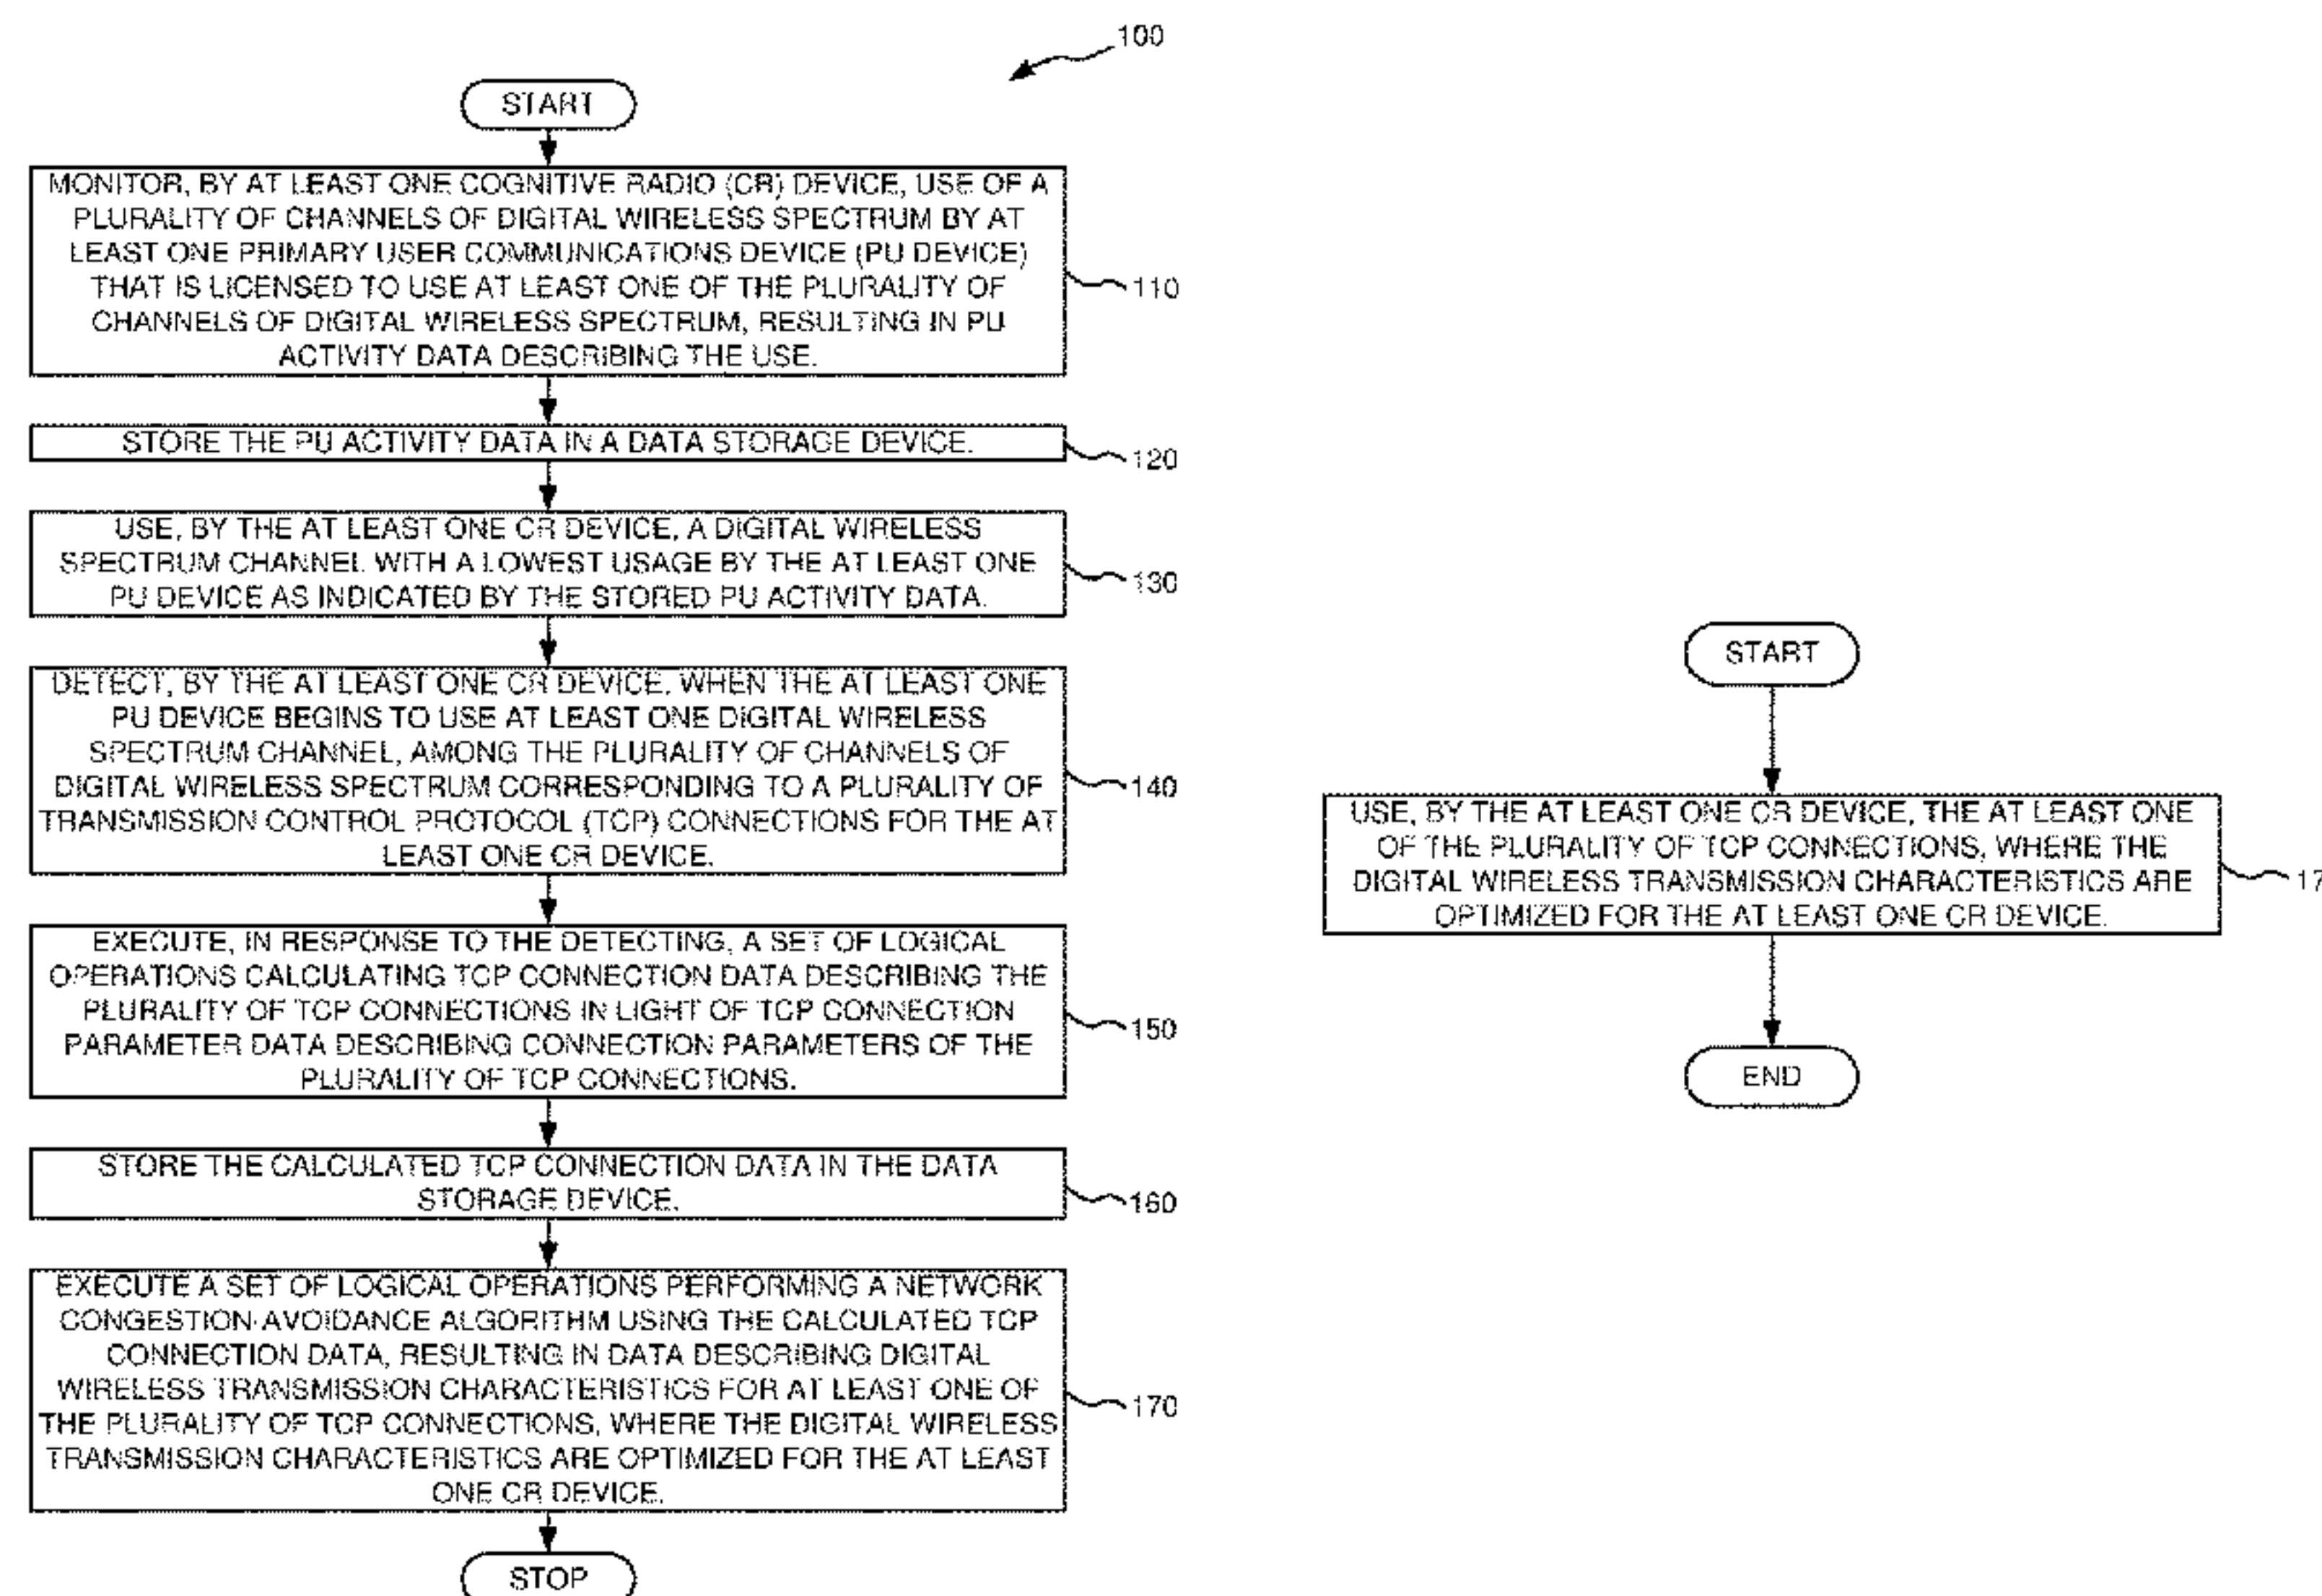 100
START
MONITOR, BY AT LEAST ONE COGNITIVE RADIO (CR) DEVICE, USE OF A
PLURALITY OF CHANNELS OF DIGITAL WIRELESS SPECTRUM BY AT
LEAST ONE PRIMARY USER COMMUNICATIONS DEVICE (PU DEVICE)
THAT IS LICENSED TO USE AT LEAST ONE OF THE PLURALITY OF
CHANNELS OF DIGITAL WIRELESS SPECTRUM, RESULTING IN PU
ACTIVITY DATA DESCRIBING THE USE.
110
STORE THE PU ACTIVITY DATA IN A DATA STORAGE DEVICE.
120
USE, BY THE AT LEAST ONE CR DEVICE, A DIGITAL WIRELESS
SPECTRUM CHANNEL WITH A LOWEST USAGE BY THE AT LEAST ONE
PU DEVICE AS INDICATED BY THE STORED PU ACTIVITY DATA.
130
DETECT, BY THE AT LEAST ONE CR DEVICE, WHEN THE AT LEAST ONE
PU DEVICE BEGINS TO USE AT LEAST ONE DIGITAL WIRELESS
SPECTRUM CHANNEL, AMONG THE PLURALITY OF CHANNELS OF
DIGITAL WIRELESS SPECTRUM CORRESPONDING TO A PLURALITY OF
TRANSMISSION CONTROL PROTOCOL (TCP) CONNECTIONS FOR THE AT
LEAST ONE CR DEVICE.
140
EXECUTE, IN RESPONSE TO THE DETECTING, A SET OF LOGICAL
OPERATIONS CALCULATING TCP CONNECTION DATA DESCRIBING THE
PLURALITY OF TCP CONNECTIONS IN LIGHT OF TCP CONNECTION
PARAMETER DATA DESCRIBING CONNECTION PARAMETERS OF THE
PLURALITY OF TCP CONNECTIONS.
150
STORE THE CALCULATED TCP CONNECTION DATA IN THE DATA
STORAGE DEVICE.
160
EXECUTE A SET OF LOGICAL OPERATIONS PERFORMING A NETWORK
CONGESTION-AVOIDANCE ALGORITHM USING THE CALCULATED TCP
CONNECTION DATA, RESULTING IN DATA DESCRIBING DIGITAL
WIRELESS TRANSMISSION CHARACTERISTICS FOR AT LEAST ONE OF
THE PLURALITY OF TCP CONNECTIONS, WHERE THE DIGITAL WIRELESS
TRANSMISSION CHARACTERISTICS ARE OPTIMIZED FOR THE AT LEAST
ONE CR DEVICE.
170
STOP
START
USE, BY THE AT LEAST ONE CR DEVICE, THE AT LEAST ONE
OF THE PLURALITY OF TCP CONNECTIONS, WHERE THE
DIGITAL WIRELESS TRANSMISSION CHARACTERISTICS ARE
OPTIMIZED FOR THE AT LEAST ONE CR DEVICE.
END